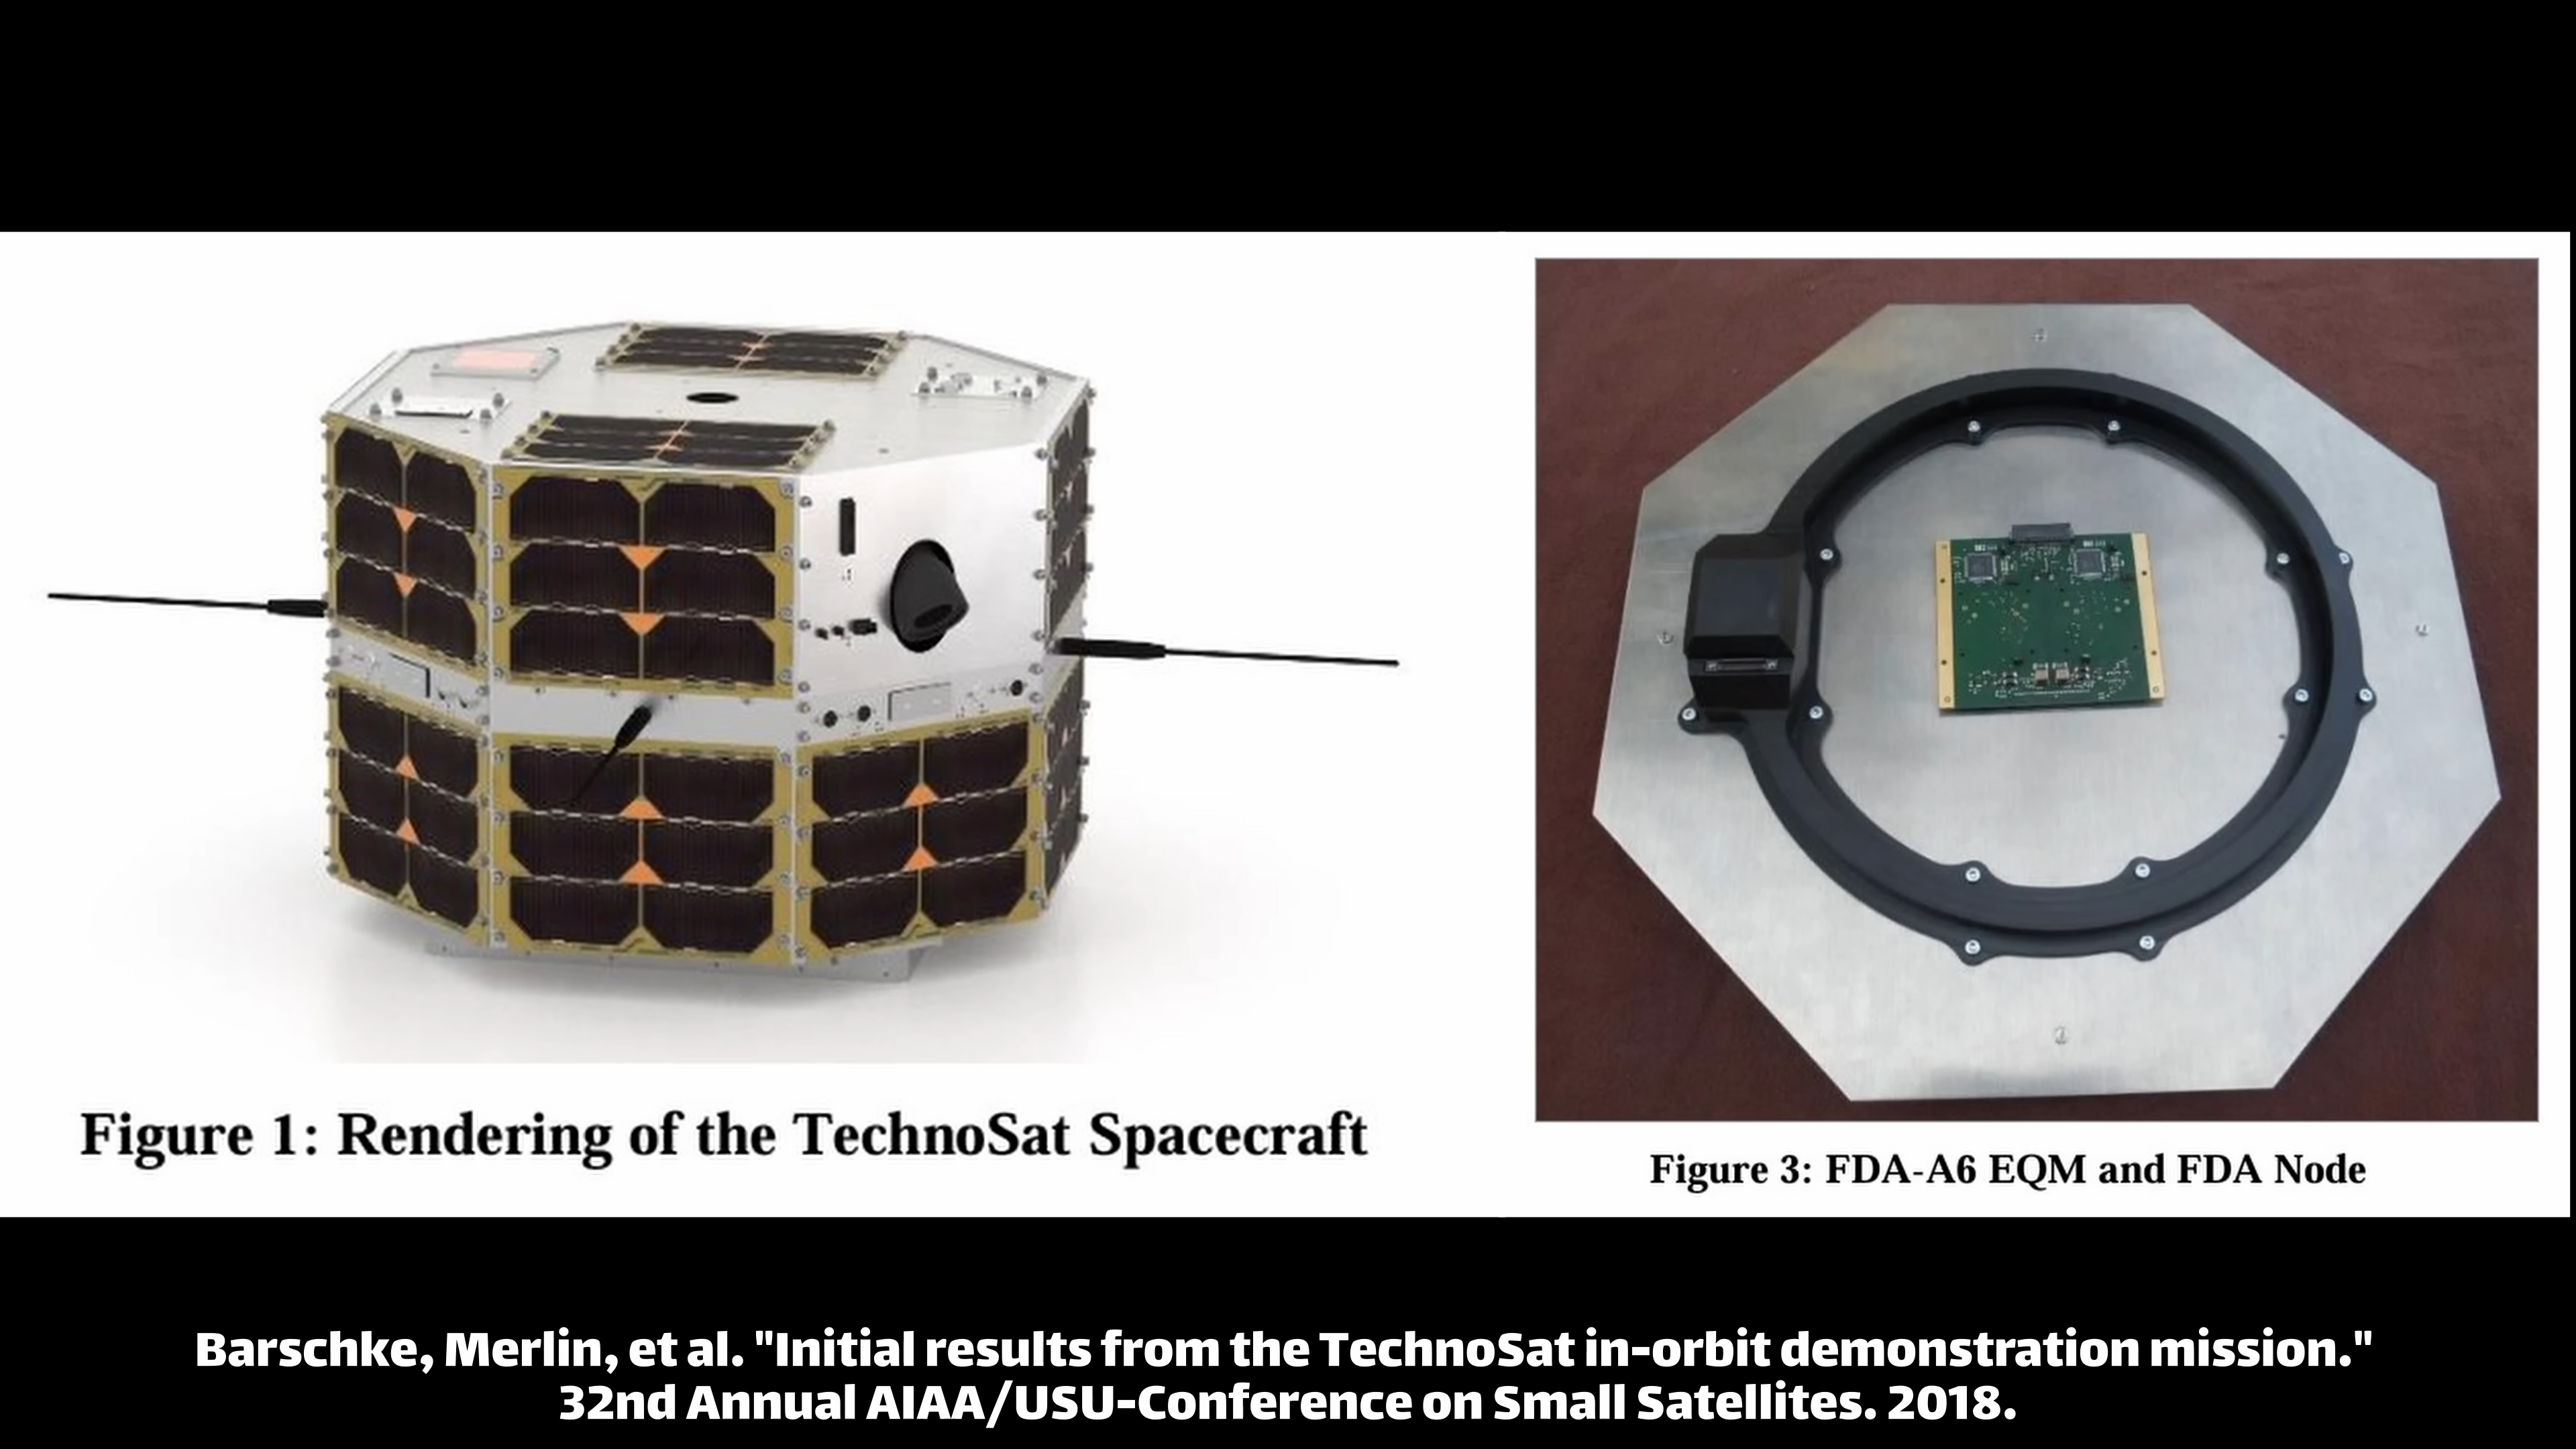 Figure 1: Rendering of the TechnoSat Spacecraft
Figure 3: FDA-A6 EQM and FDA Node
Barschke, Merlin, et al. "Initial results from the TechnoSat in-orbit demonstration mission."
32nd Annual AIAA/USU-Conference on Small Satellites. 2018.